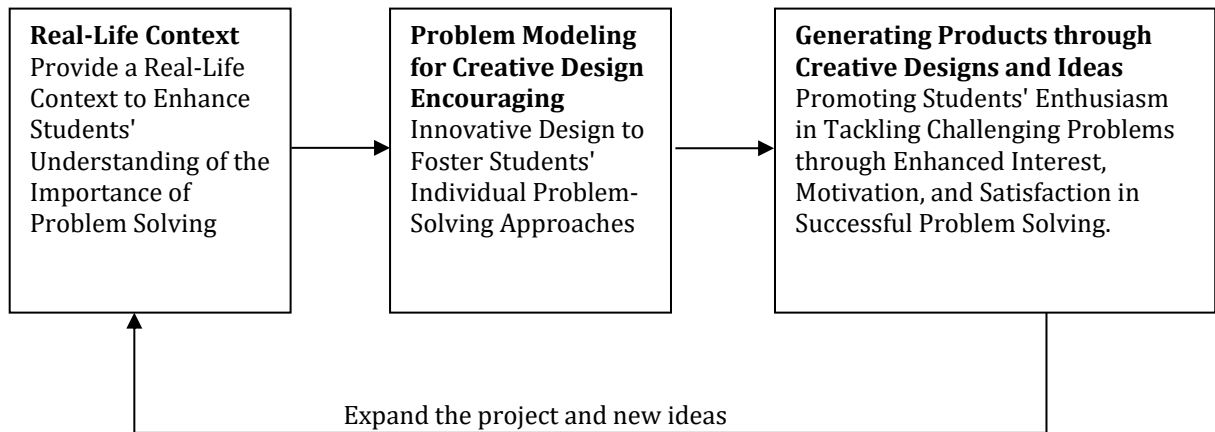 Real-Life Context
Provide a Real-Life
Context to Enhance
Students'
Understanding of the
Importance of
Problem Solving
Problem Modeling
for Creative Design
Encouraging
Innovative Design to
Foster Students'
Individual Problem-
Solving Approaches
Generating Products through
Creative Designs and Ideas
Promoting Students' Enthusiasm
in Tackling Challenging Problems
through Enhanced Interest,
Motivation, and Satisfaction in
Successful Problem Solving.
Expand the project and new ideas